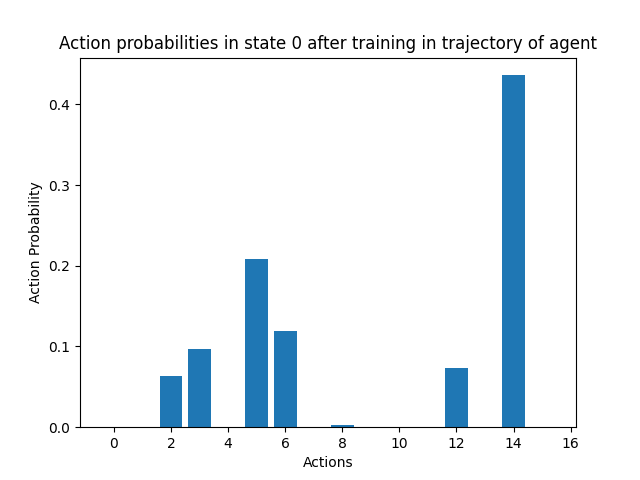 Action probabilities in state 0 after training in trajectory of agent
0.4
0.3
0.2
0.1
0.0
Action Probability
0 2 4 6 8 10 12 14 16
Actions